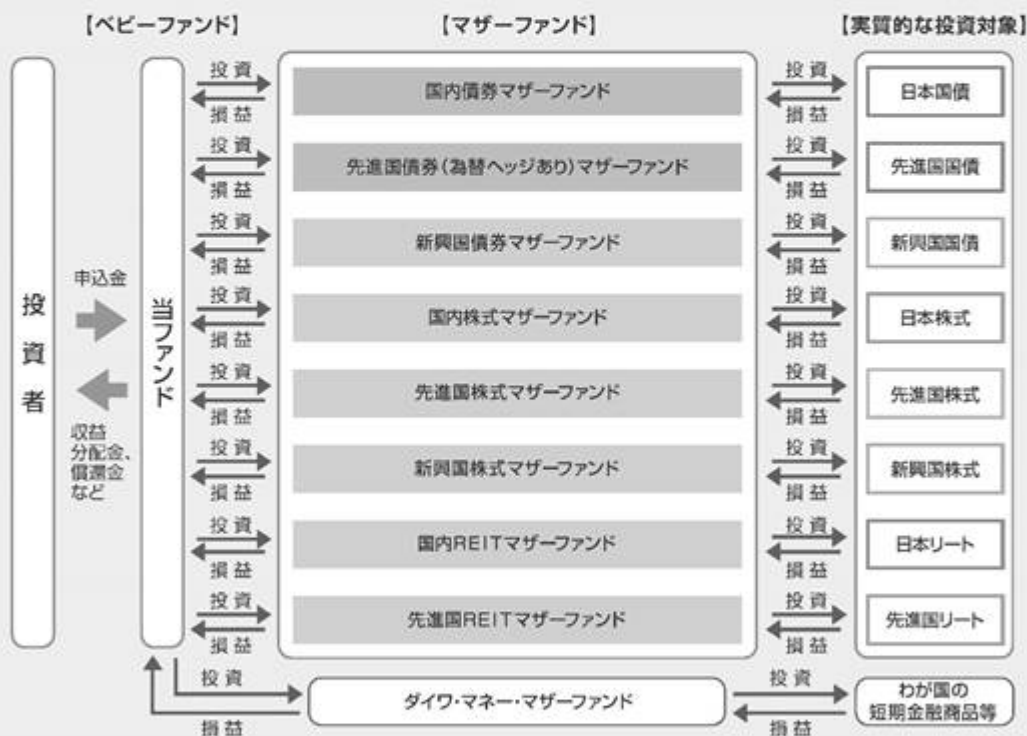 【ベビーファンド】
【マザーファンド】
【実質的な投資対象】
投資者
申込金
収益
分配金、
償還金
など
当ファンド
投資
損益
国内債券マザーファンド
投資
損益
日本国債
投資
損益
先進国債券(為替ヘッジあり)マザーファンド
投資
損益
先進国国債
投資
損益
新興国債券マザーファンド
投資
損益
新興国国債
投資
損益
国内株式マザーファンド
投資
損益
日本株式
投資
損益
先進国株式マザーファンド
投資
損益
先進国株式
投資
損益
新興国株式マザーファンド
投資
損益
新興国株式
投資
損益
国内REITマザーファンド
投資
損益
日本リート
投資
損益
先進国REITマザーファンド
投資
損益
先進国リート
投資
損益
ダイワ・マネー・マザーファンド
投資
損益
わが国の
短期金融商品等